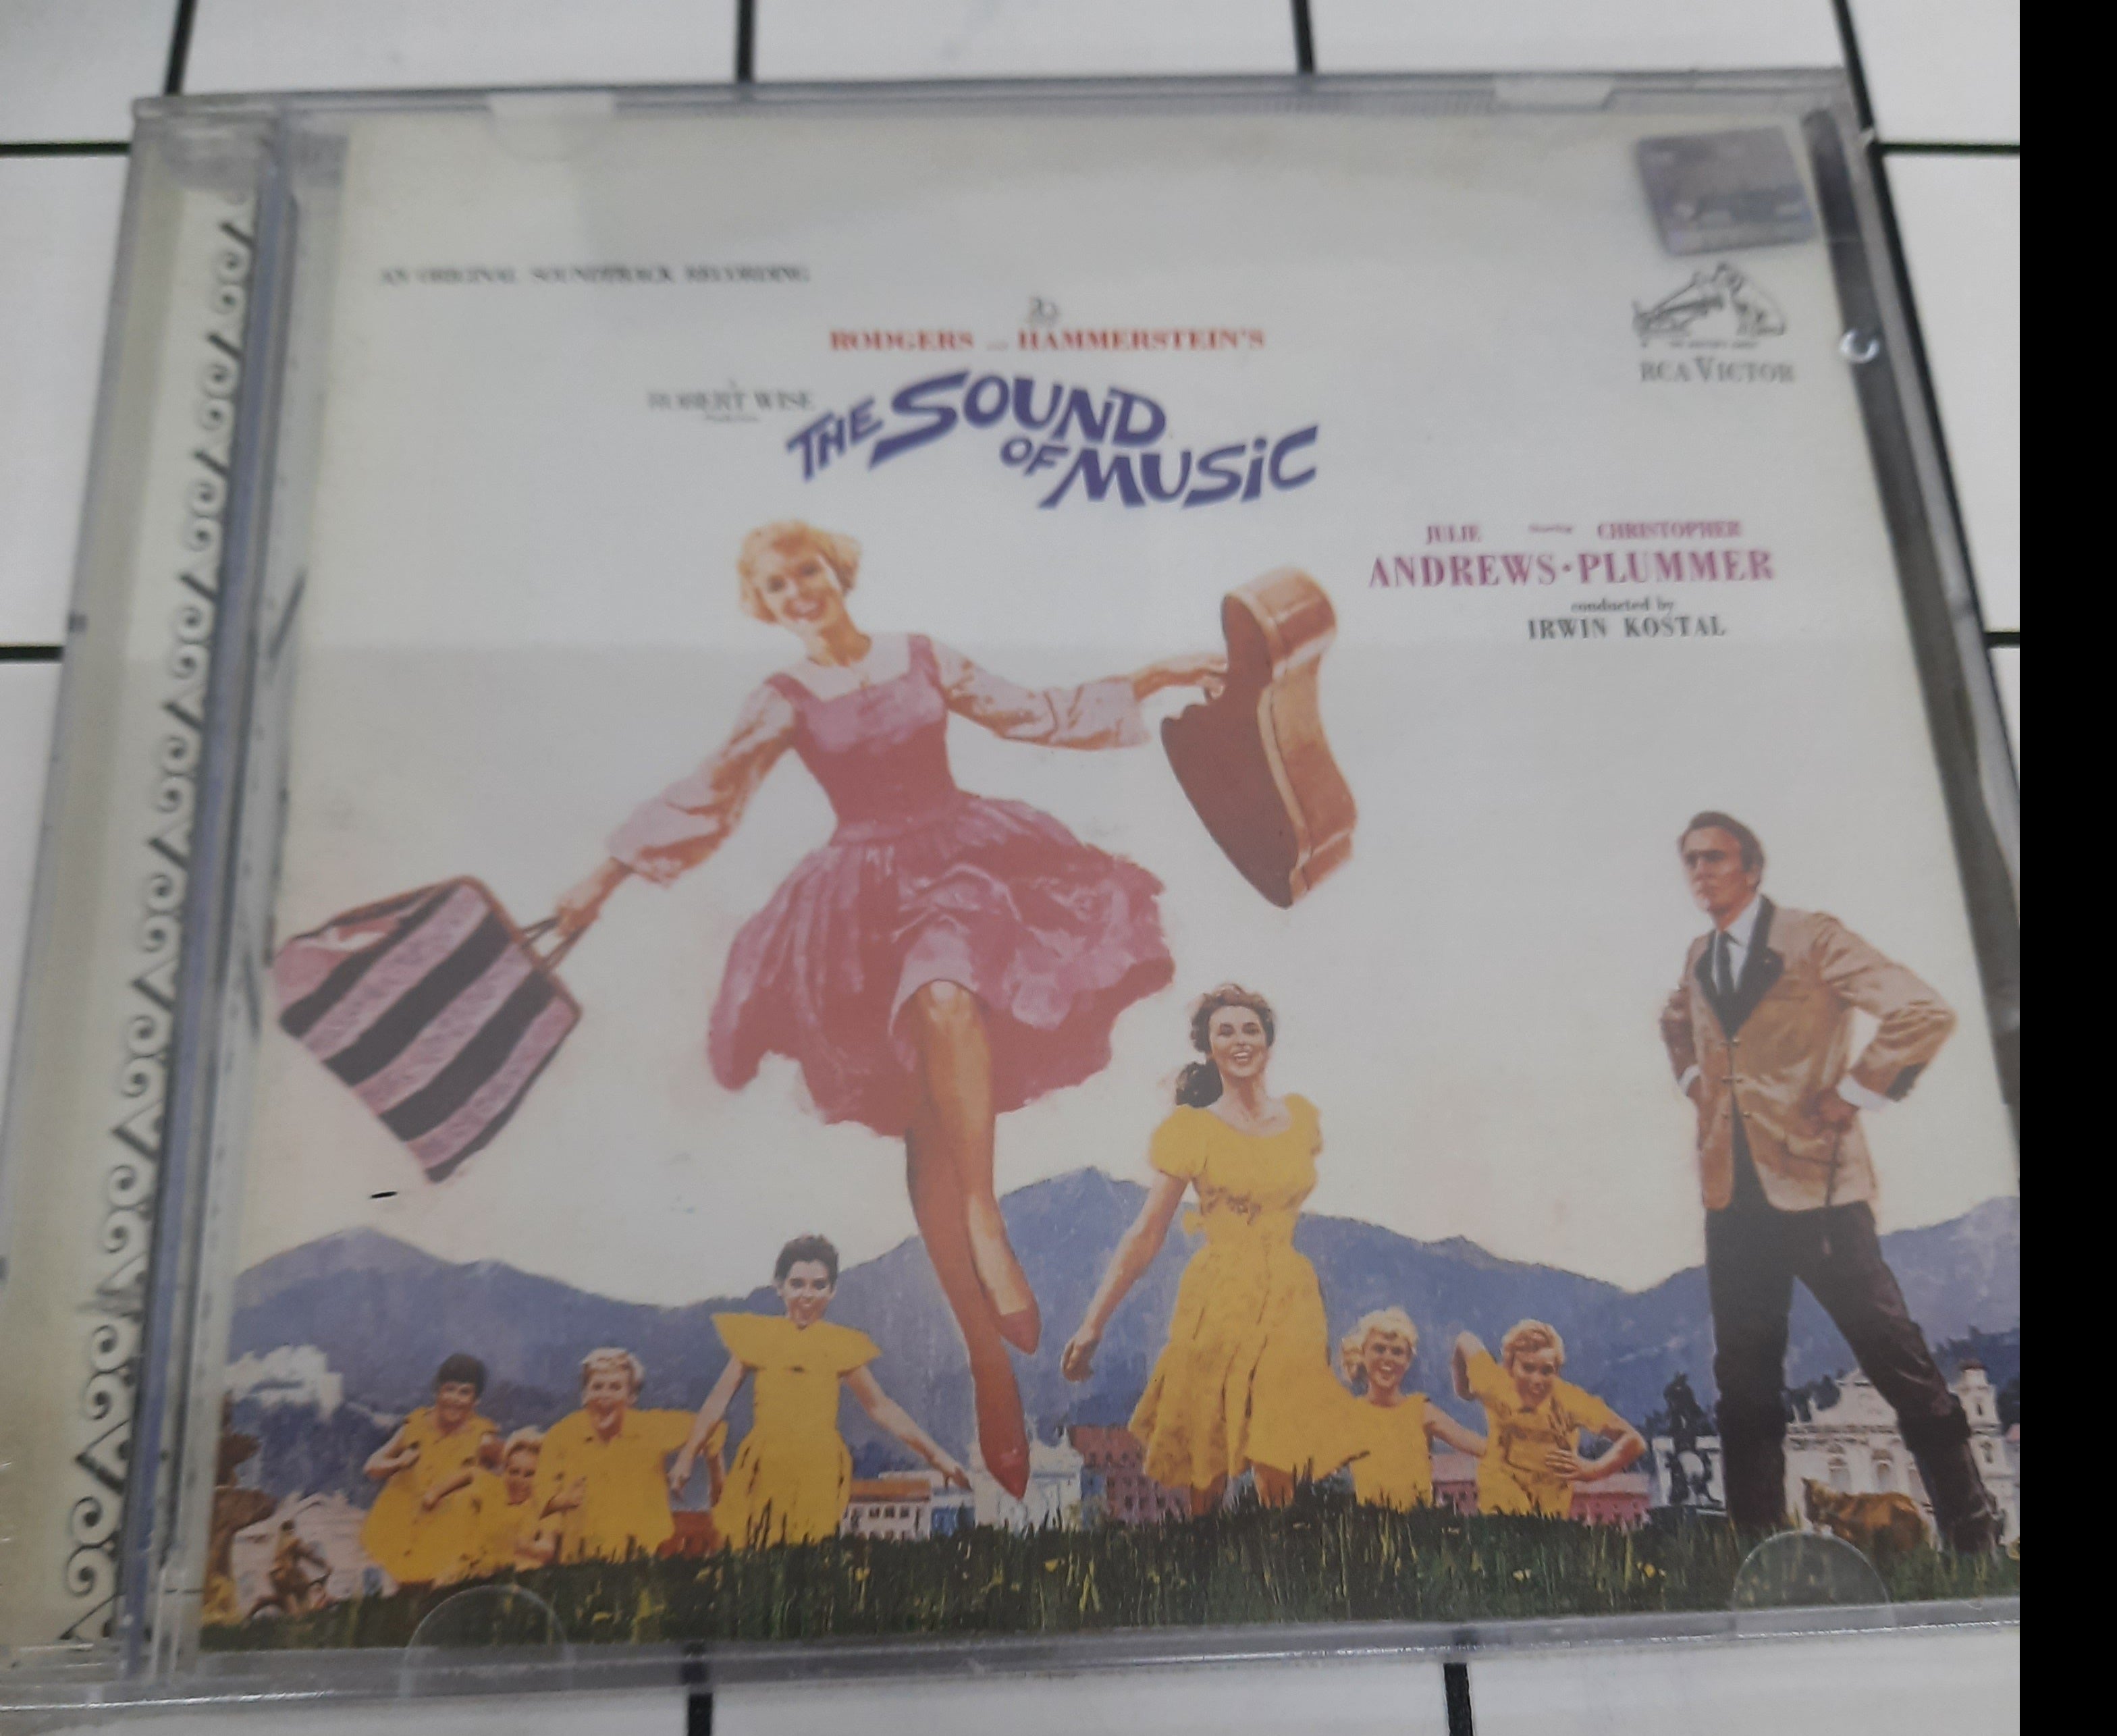 AN ORIGINAL SOUNDTRACK RECORDING
RODGERS HAMMERSTEIN'S
ROBERT WISE
THE SOUND
OF MUSIC
RCA VICTOR
JULIE CHRISTOPHER
ANDREWS·PLUMMER
conducted by
IRWIN KOSTAL